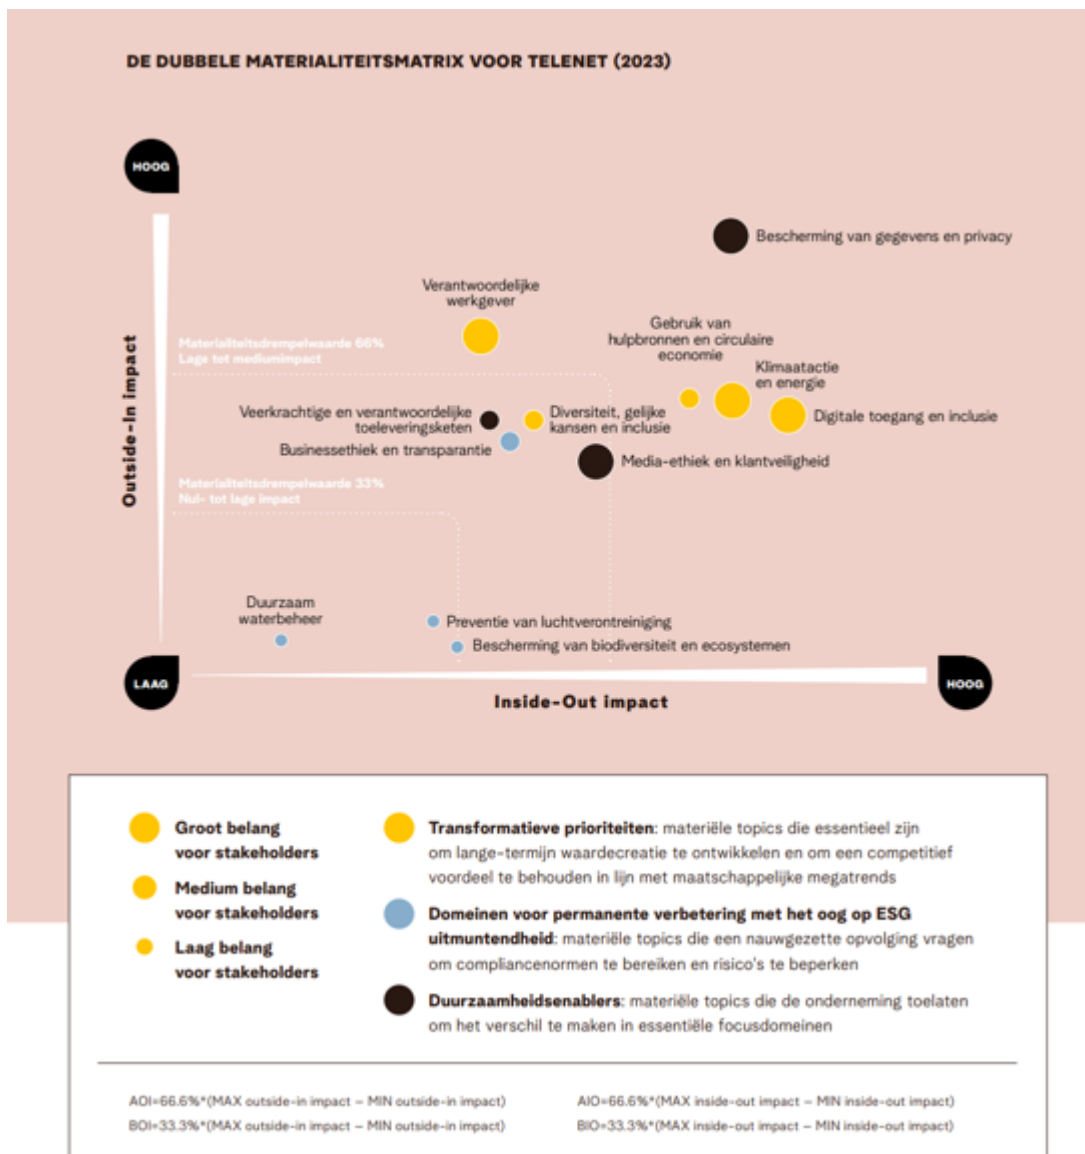 DE DUBBELE MATERIALITEITSMATRIX VOOR TELENET (2023)
HOOG
Bescherming van gegevens en privacy
Verantwoordelijke
werkgever
Gebruik van
hulpbronnen en circulaire
economie
Materialiteitsdrempelwaarde 66%
Lage tot mediumimpact
Klimaatactie
en energie
Veerkrachtige en verantwoordelijke
toeleveringsketen
Diversiteit, gelijke
kansen en inclusie
Digitale toegang en inclusie
Businessethiek en transparantie
Media-ethiek en klantveiligheid
Outside-In impact
Materialiteitsdrempelwaarde 33%
Nul- tot lage impact
Duurzaam
waterbeheer
Preventie van luchtverontreiniging
Bescherming van biodiversiteit en ecosystemen
LAAG
HOOG
Inside-Out impact
Groot belang
voor stakeholders
Medium belang
voor stakeholders
Laag belang
voor stakeholders
Transformatieve prioriteiten: materiële topics die essentieel zijn
om lange-termijn waardecreatie te ontwikkelen en om een competitief
voordeel te behouden in lijn met maatschappelijke megatrends
Domeinen voor permanente verbetering met het oog op ESG
uitmuntendheid: materiële topics die een nauwgezette opvolging vragen
om compliancenormen te bereiken en risico's te beperken
Duurzaamheidsenablers: materiële topics die de onderneming toelaten
om het verschil te maken in essentiële focusdomeinen
AOI=66.6%*(MAX outside-in impact – MIN outside-in impact)
BOI=33.3%*(MAX outside-in impact – MIN outside-in impact)
AIO=66.6%*(MAX inside-out impact – MIN inside-out impact)
BIO=33.3%*(MAX inside-out impact – MIN inside-out impact)